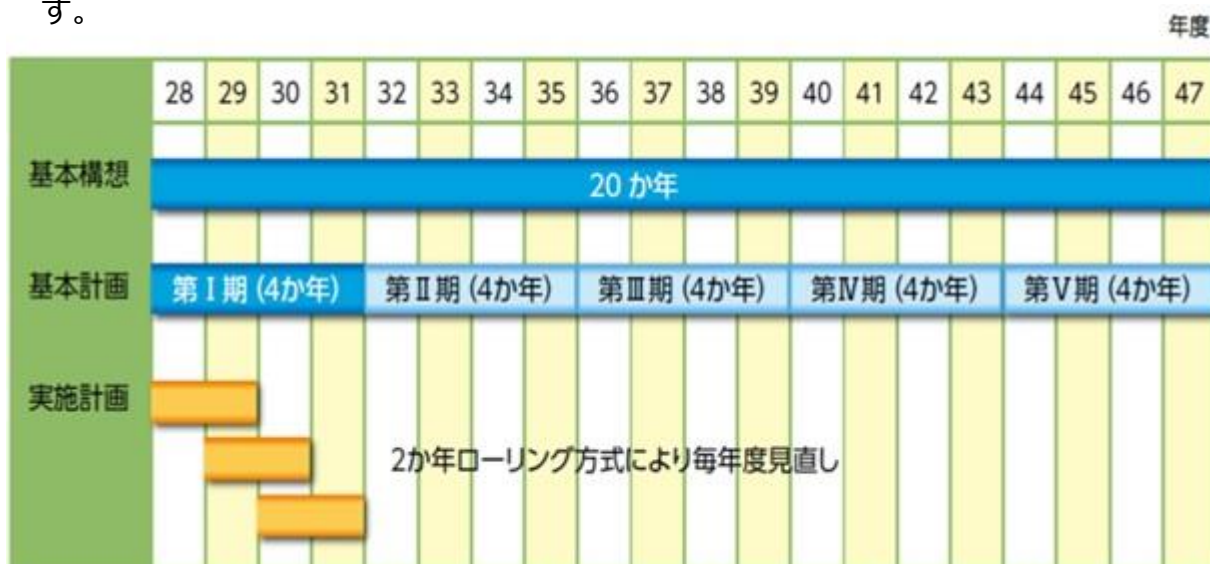 す。
年度
28 29 30 31 32 33 34 35 36 37 38 39 40 41 42 43 44 45 46 47
基本構想
20か年
基本計画
第Ⅰ期(4か年) 第Ⅱ期(4か年) 第Ⅲ期(4か年) 第Ⅳ期(4か年) 第Ⅴ期(4か年)
実施計画
2か年ローリング方式により毎年度見直し